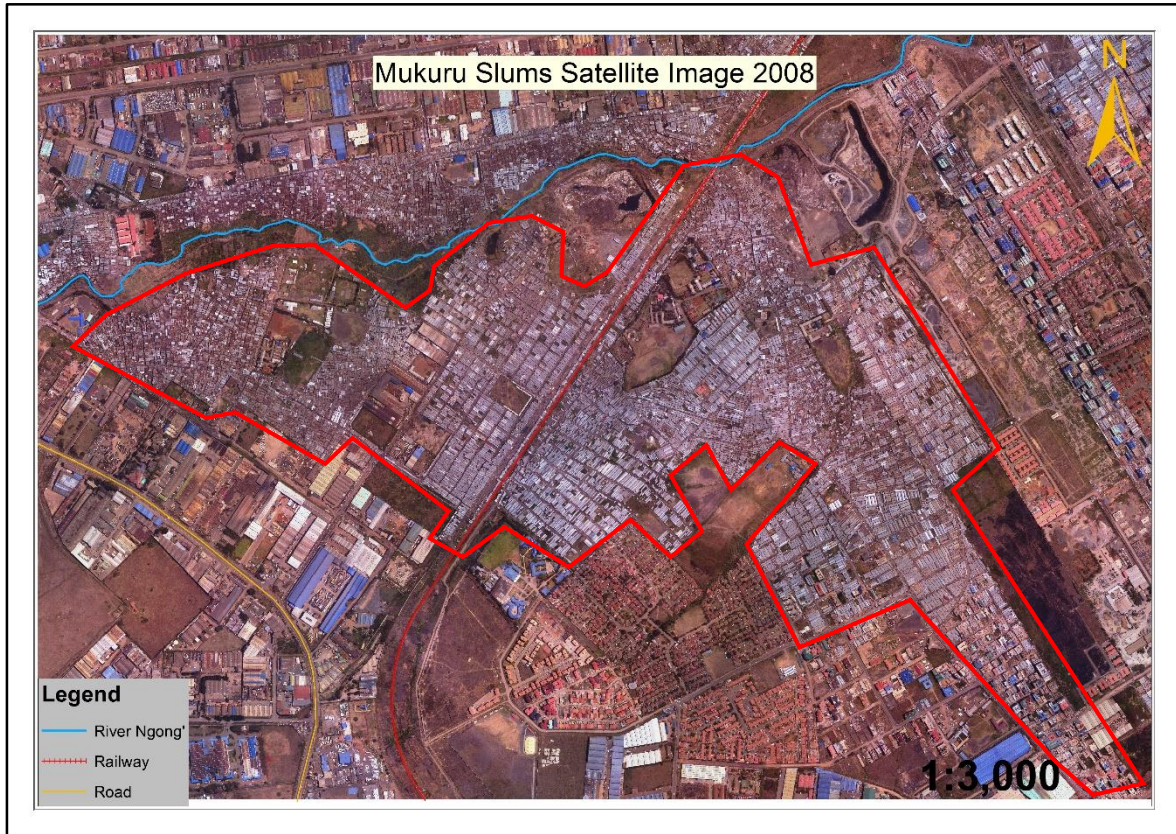 Mukuru Slums Satellite Image 2008
N
Legend
River Ngong'
Railway
Road
1:3,000